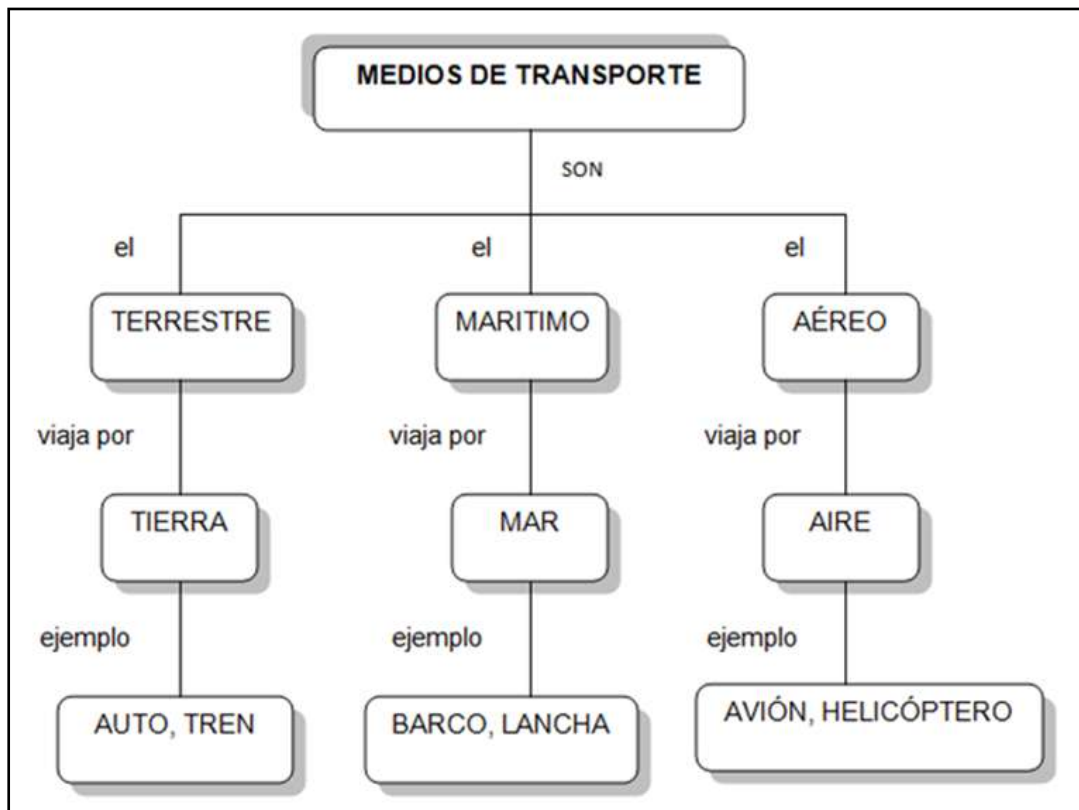 MEDIOS DE TRANSPORTE
SON
el
el
el
TERRESTRE
MARITIMO
AÉREO
viaja por
viaja por
viaja por
TIERRA
MAR
AIRE
ejemplo
ejemplo
ejemplo
AUTO, TREN
BARCO, LANCHA
AVIÓN, HELICÓPTERO